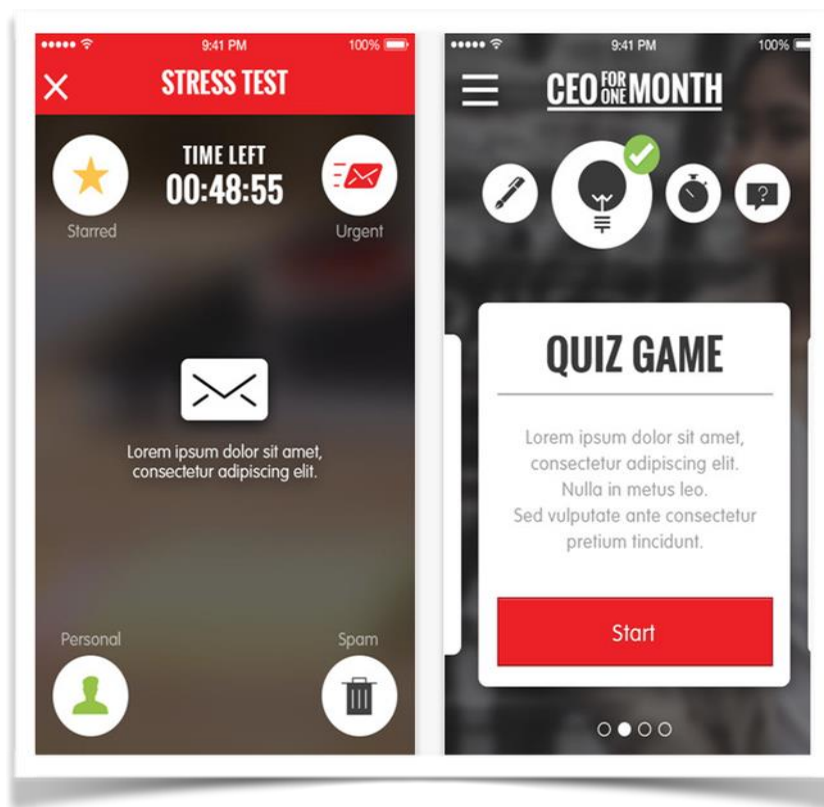 9:41 PM
100%
STRESS TEST
TIME LEFT
00:48:55
Starred
Urgent
Lorem ipsum dolor sit amet,
consectetur adipiscing elit.
Personal
Spam
9:41 PM
100%
CEO FOR ONE MONTH
QUIZ GAME
Lorem ipsum dolor sit amet,
consectetur adipiscing elit.
Nulla in metus leo.
Sed vulputate ante consectetur
pretium tincidunt.
Start
?